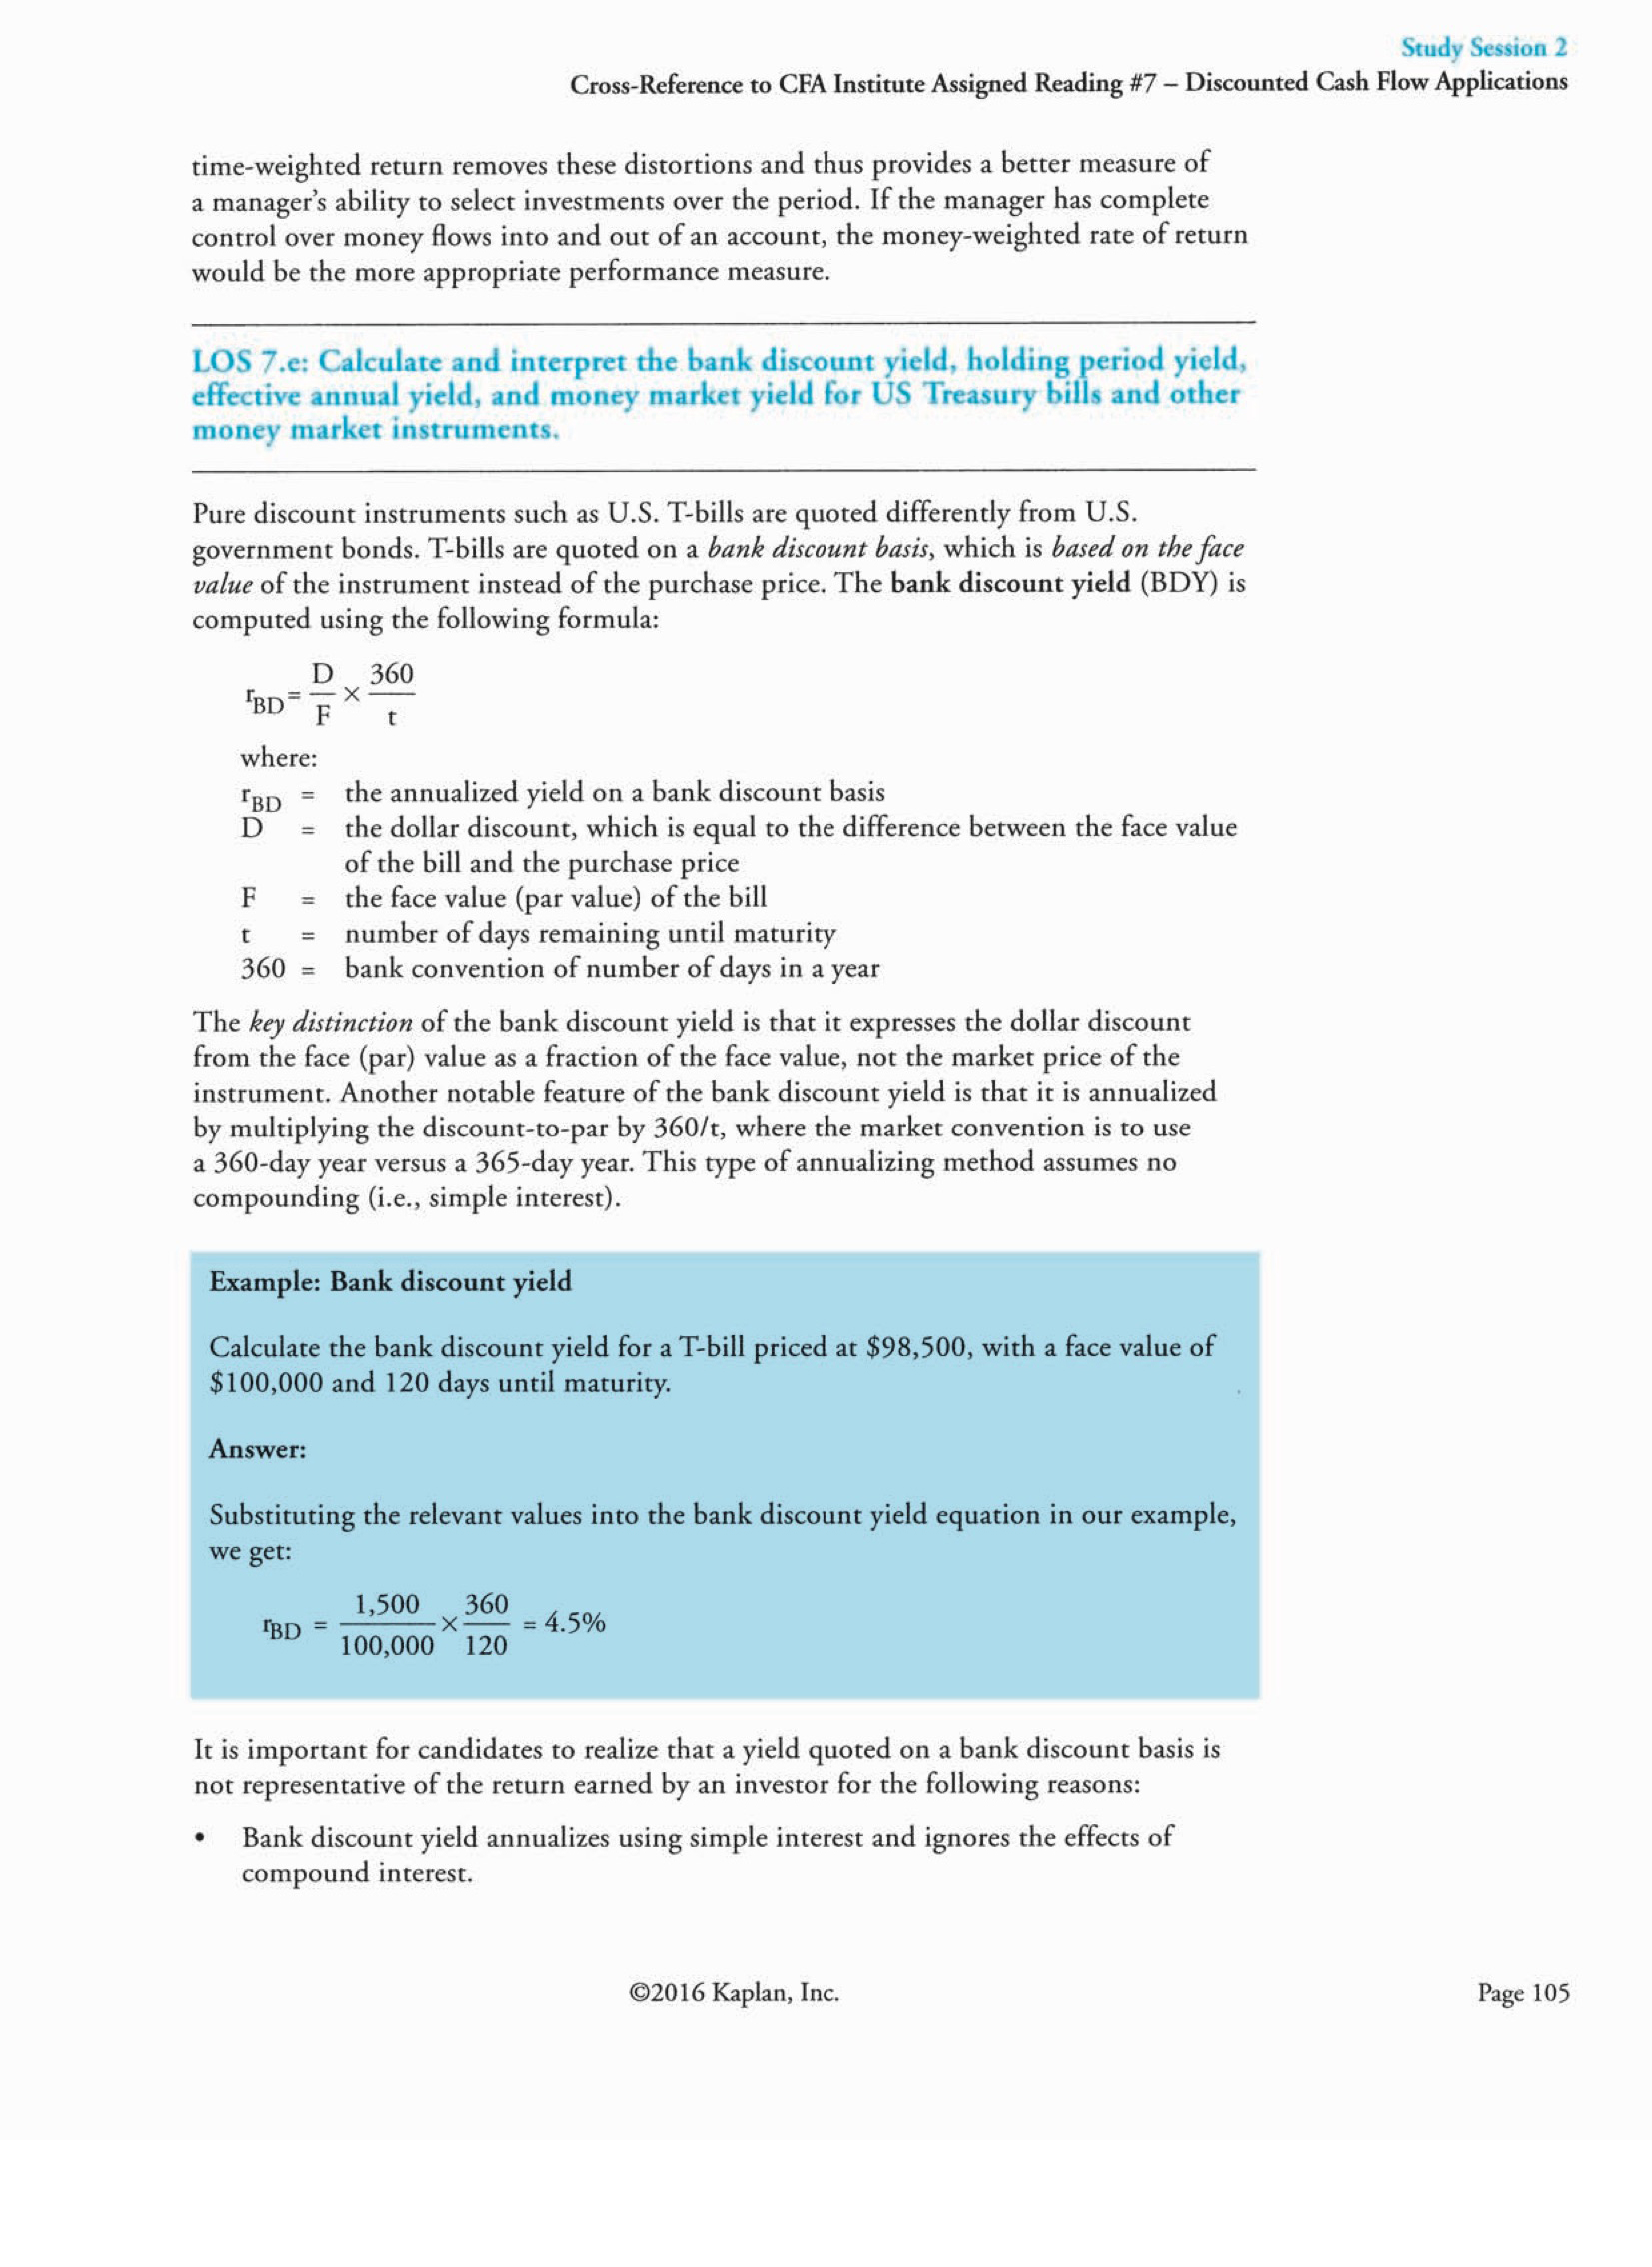 Study Session 2
Cross-Reference to CFA Institute Assigned Reading #7 – Discounted Cash Flow Applications
time-weighted return removes these distortions and thus provides a better measure of
a manager's ability to select investments over the period. If the manager has complete
control over money flows into and out of an account, the money-weighted rate of return
would be the more appropriate performance measure.
LOS 7.e: Calculate and interpret the bank discount yield, holding period yield,
effective annual yield, and money market yield for US Treasury bills and other
money market instruments.
Pure discount instruments such as U.S. T-bills are quoted differently from U.S.
government bonds. T-bills are quoted on a bank discount basis, which is based on the face
value of the instrument instead of the purchase price. The bank discount yield (BDY) is
computed using the following formula:
rBD = D/F × 360/t
where:
rBD = the annualized yield on a bank discount basis
D = the dollar discount, which is equal to the difference between the face value
of the bill and the purchase price
F = the face value (par value) of the bill
t = number of days remaining until maturity
360 = bank convention of number of days in a year
The key distinction of the bank discount yield is that it expresses the dollar discount
from the face (par) value as a fraction of the face value, not the market price of the
instrument. Another notable feature of the bank discount yield is that it is annualized
by multiplying the discount-to-par by 360/t, where the market convention is to use
a 360-day year versus a 365-day year. This type of annualizing method assumes no
compounding (i.e., simple interest).
Example: Bank discount yield
Calculate the bank discount yield for a T-bill priced at $98,500, with a face value of
$100,000 and 120 days until maturity.
Answer:
Substituting the relevant values into the bank discount yield equation in our example,
we get:
rBD = 1,500/100,000 × 360/120 = 4.5%
It is important for candidates to realize that a yield quoted on a bank discount basis is
not representative of the return earned by an investor for the following reasons:
• Bank discount yield annualizes using simple interest and ignores the effects of
compound interest.
©2016 Kaplan, Inc.
Page 105